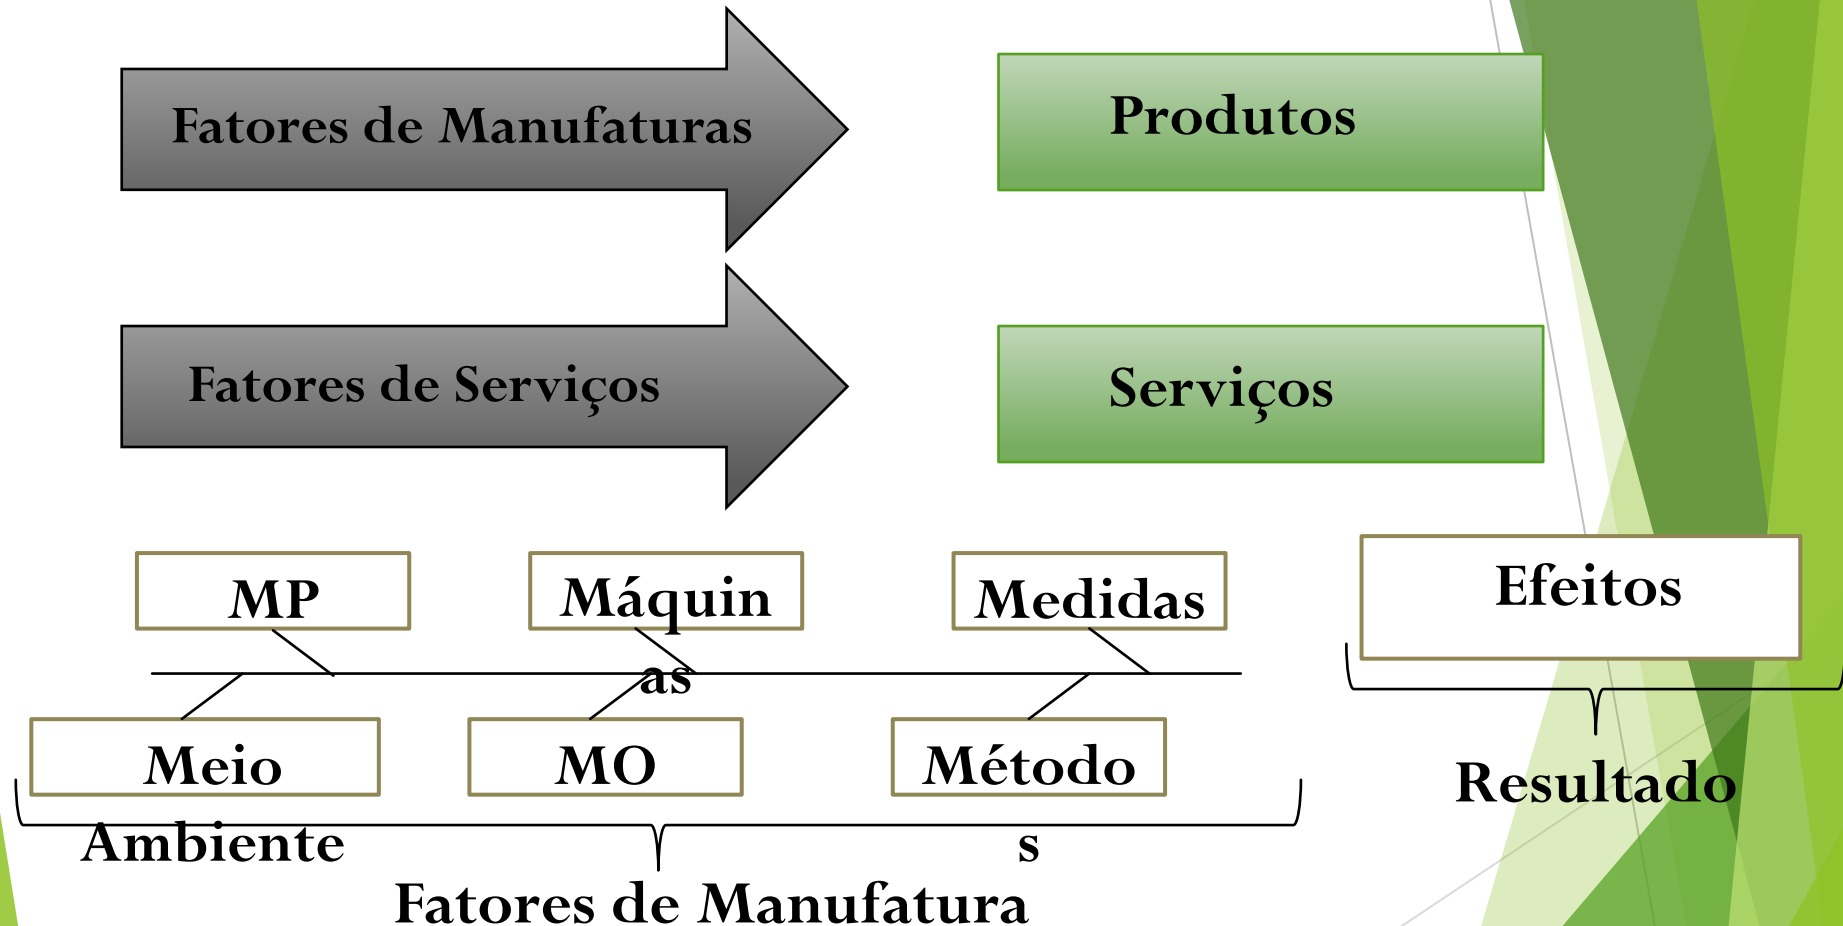 Fatores de Manufaturas
Produtos
Fatores de Serviços
Serviços
MP
Máquin
as
Medidas
Efeitos
Meio
Ambiente
MO
Método
s
Resultado
Fatores de Manufatura